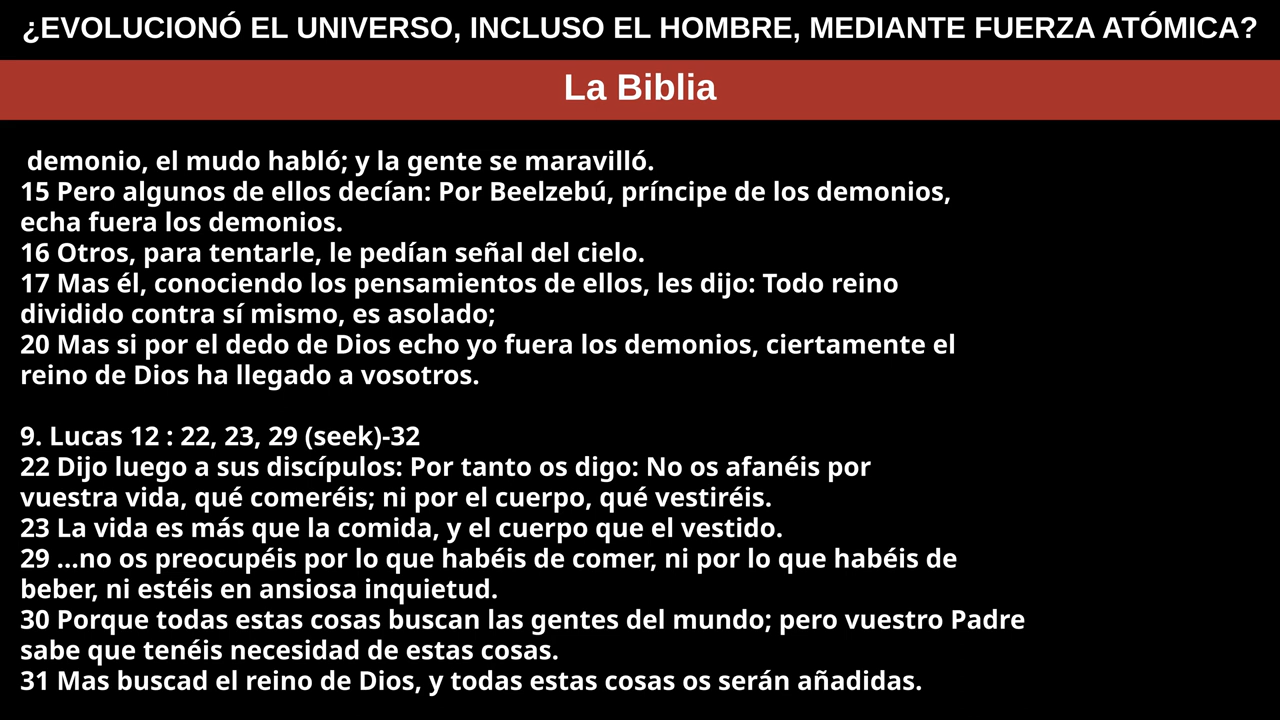 ¿EVOLUCIONÓ EL UNIVERSO, INCLUSO EL HOMBRE, MEDIANTE FUERZA ATÓMICA?
La Biblia
demonio, el mudo habló; y la gente se maravilló.
15 Pero algunos de ellos decían: Por Beelzebú, príncipe de los demonios,
echa fuera los demonios.
16 Otros, para tentarle, le pedían señal del cielo.
17 Mas él, conociendo los pensamientos de ellos, les dijo: Todo reino
dividido contra sí mismo, es asolado;
20 Mas si por el dedo de Dios echo yo fuera los demonios, ciertamente el
reino de Dios ha llegado a vosotros.
9. Lucas 12 : 22, 23, 29 (seek)-32
22 Dijo luego a sus discípulos: Por tanto os digo: No os afanéis por
vuestra vida, qué comeréis; ni por el cuerpo, qué vestiréis.
23 La vida es más que la comida, y el cuerpo que el vestido.
29 ...no os preocupéis por lo que habéis de comer, ni por lo que habéis de
beber, ni estéis en ansiosa inquietud.
30 Porque todas estas cosas buscan las gentes del mundo; pero vuestro Padre
sabe que tenéis necesidad de estas cosas.
31 Mas buscad el reino de Dios, y todas estas cosas os serán añadidas.